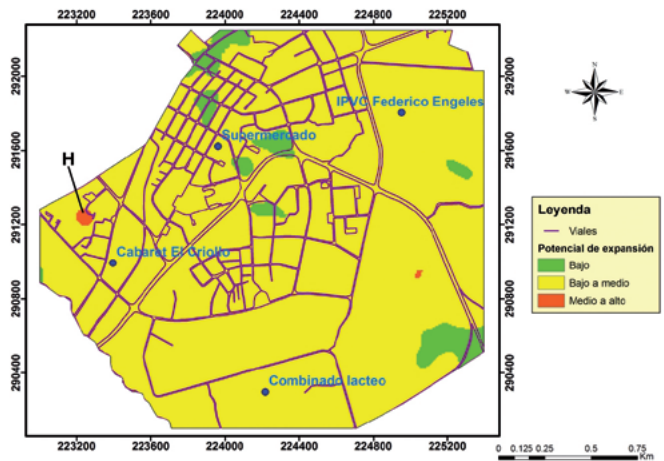 223200 223600 224000 224400 224800 225200
292000 292000
291600 291600
291200 291200
290800 290800
290400 290400
IPVC Federico Engeles
Supermercado
H
Cabaret El Criollo
Combinado lacteo
223200 223600 224000 224400 224800 225200
N
W E
S
Leyenda
Viales
Potencial de expansión
Bajo
Bajo a medio
Medio a alto
0 0.125 0.25 0.5 0.75
Km